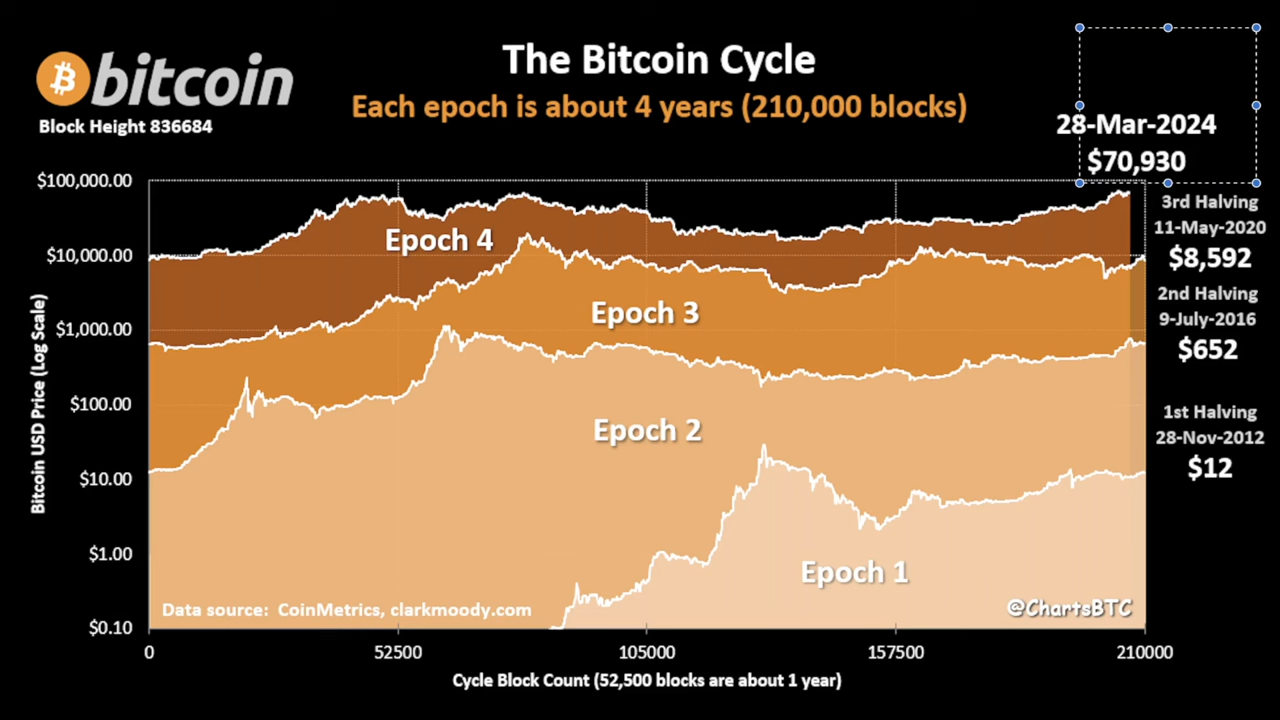 bitcoin
Block Height 836684
The Bitcoin Cycle
Each epoch is about 4 years (210,000 blocks)
28-Mar-2024
$70,930
$100,000.00
$10,000.00
$1,000.00
$100.00
$10.00
$1.00
$0.10
Bitcoin USD Price (Log Scale)
Epoch 4
Epoch 3
Epoch 2
Epoch 1
3rd Halving
11-May-2020
$8,592
2nd Halving
9-July-2016
$652
1st Halving
28-Nov-2012
$12
Data source: CoinMetrics, clarkmoody.com
@ChartsBTC
0
52500
105000
157500
210000
Cycle Block Count (52,500 blocks are about 1 year)